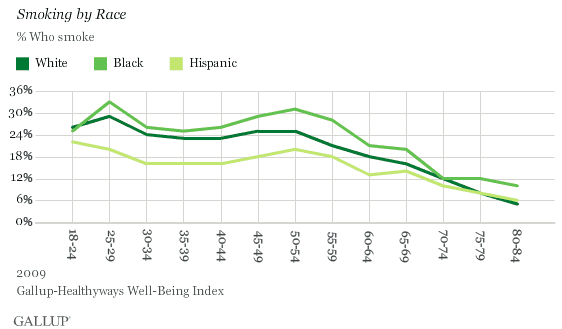 Smoking by Race
% Who smoke
White Black Hispanic
36%
30%
24%
18%
12%
6%
0%
18-24 25-29 30-34 35-39 40-44 45-49 50-54 55-59 60-64 65-69 70-74 75-79 80-84
2009
Gallup-Healthyways Well-Being Index
GALLUP®